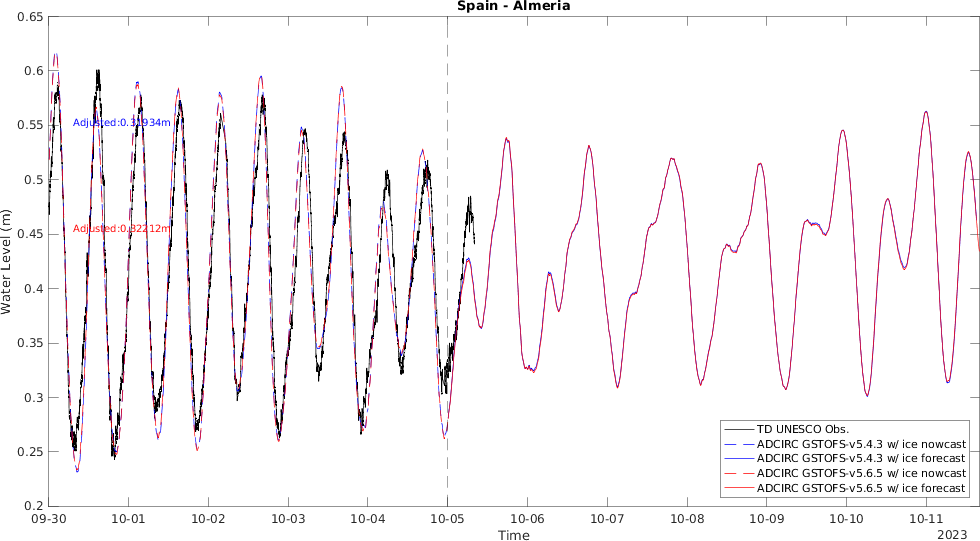 Spain - Almeria
0.65
0.6
0.55
0.5
0.45
0.4
0.35
0.3
0.25
0.2
Water Level (m)
Adjusted:0.31934m
Adjusted:0.32212m
09-30
10-01
10-02
10-03
10-04
10-05
10-06
10-07
10-08
10-09
10-10
10-11
Time
2023
TD UNESCO Obs.
ADCIRC GSTOFS-v5.4.3 w/ ice nowcast
ADCIRC GSTOFS-v5.4.3 w/ ice forecast
ADCIRC GSTOFS-v5.6.5 w/ ice nowcast
ADCIRC GSTOFS-v5.6.5 w/ ice forecast